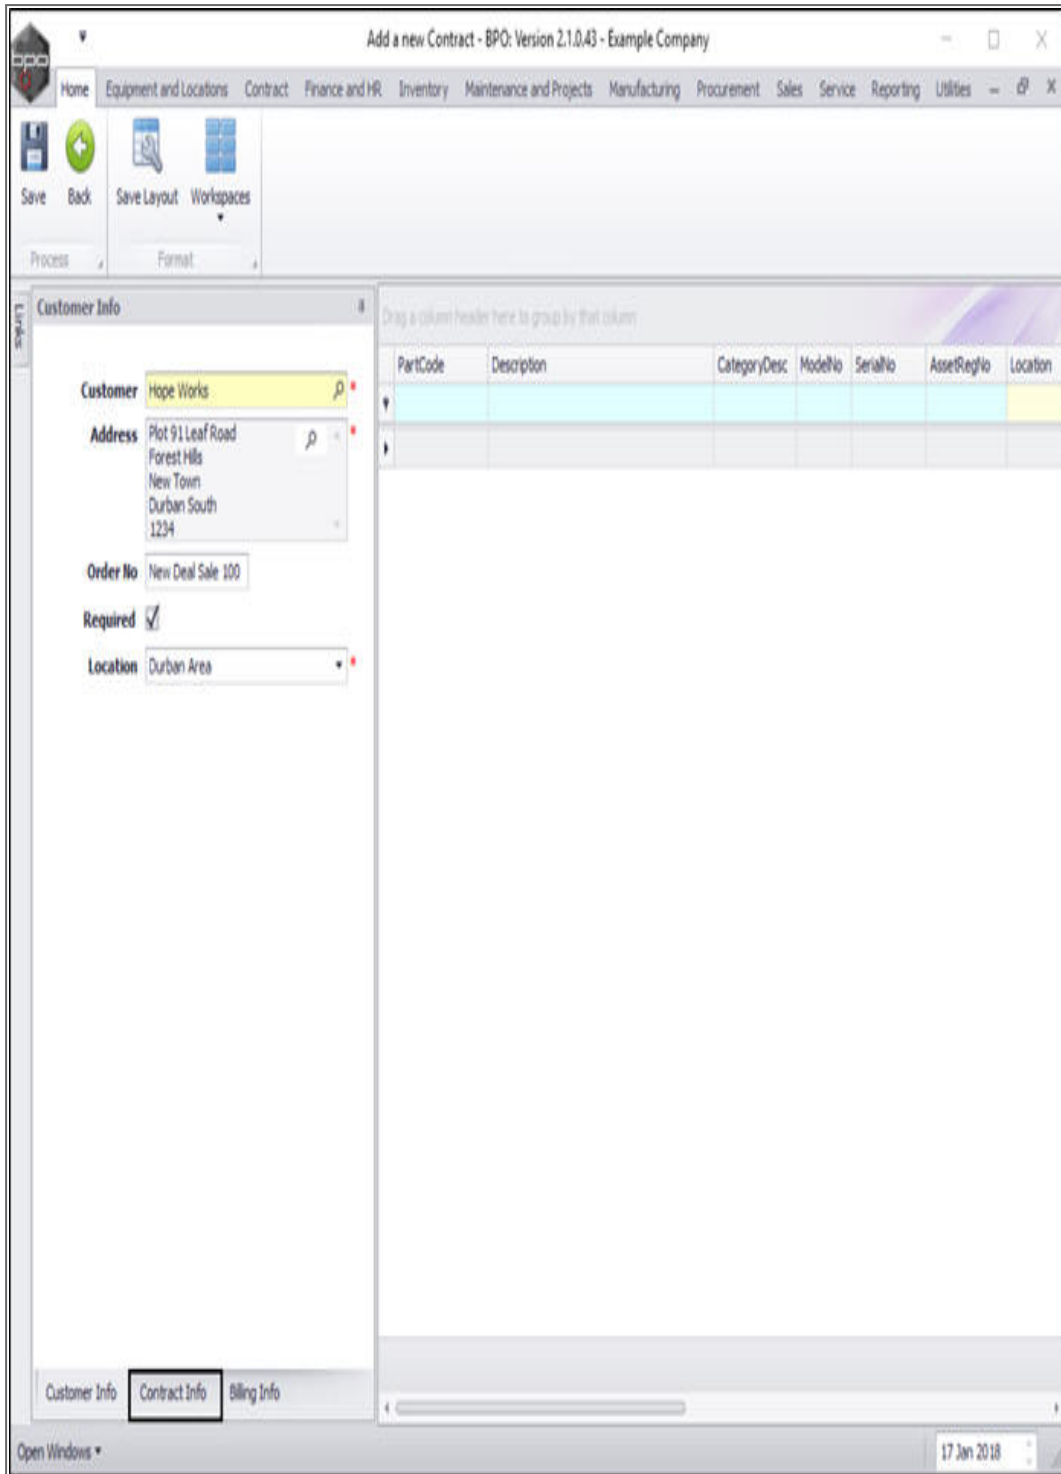 Add a new Contract - BPO: Version 2.1.0.43 - Example Company
bpo
Home Equipment and Locations Contract Finance and HR Inventory Maintenance and Projects Manufacturing Procurement Sales Service Reporting Utilities
Save Back Save Layout Workspaces
Process Format
Links
Customer Info
Drag a column header here to group by that column
PartCode Description CategoryDesc ModelNo SerialNo AssetRegNo Location
Customer Hope Works *
Address Plot 91 Leaf Road *
Forest Hills
New Town
Durban South
1234
Order No New Deal Sale 100
Required
Location Durban Area *
Customer Info Contract Info Billing Info
Open Windows 17 Jan 2018